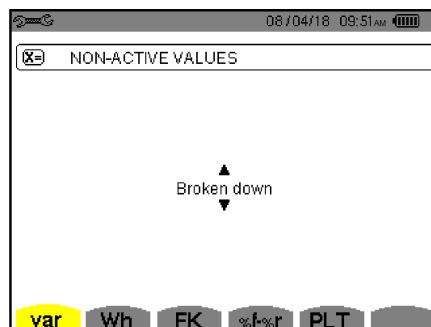 08/04/18 09:51AM
X= NON-ACTIVE VALUES
Broken down
var Wh FK %f-%r PLT